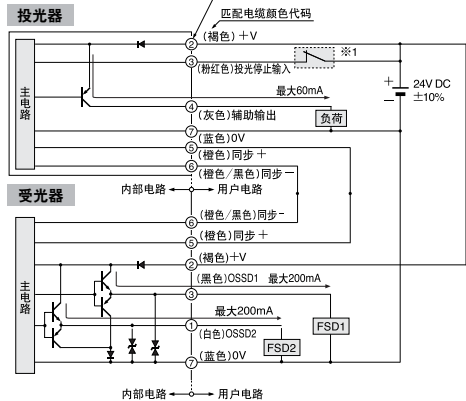 投光器
匹配电缆颜色代码
② (褐色)＋V
③ (粉红色)投光停止输入
※1
最大60mA
主电路
④ (灰色)辅助输出
负荷
＋
－
24V DC
±10%
⑦ (蓝色)0V
⑤ (橙色)同步＋
⑥ (橙色/黑色)同步－
内部电路 用户电路
受光器
⑥ (橙色/黑色)同步－
⑤ (橙色)同步＋
② (褐色)＋V
(黑色)OSSD1 最大200mA
③
主电路
最大200mA
① (白色)OSSD2
FSD1
FSD2
⑦ (蓝色)0V
内部电路 用户电路